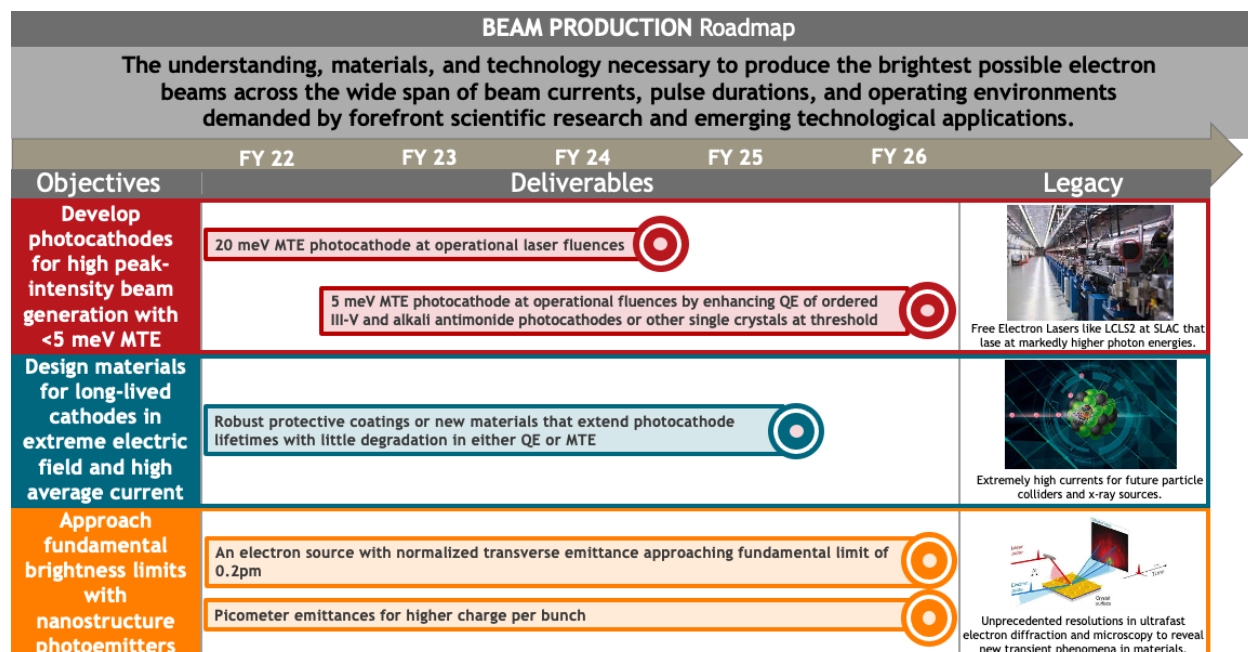 BEAM PRODUCTION Roadmap
The understanding, materials, and technology necessary to produce the brightest possible electron
beams across the wide span of beam currents, pulse durations, and operating environments
demanded by forefront scientific research and emerging technological applications.
FY 22 FY 23 FY 24 FY 25 FY 26
Objectives Deliverables Legacy
Develop
photocathodes
for high peak-
intensity beam
generation with
<5 meV MTE
20 meV MTE photocathode at operational laser fluences
5 meV MTE photocathode at operational fluences by enhancing QE of ordered
III-V and alkali antimonide photocathodes or other single crystals at threshold
Free Electron Lasers like LCLS2 at SLAC that
lase at markedly higher photon energies.
Design materials
for long-lived
cathodes in
extreme electric
field and high
average current
Robust protective coatings or new materials that extend photocathode
lifetimes with little degradation in either QE or MTE
Extremely high currents for future particle
colliders and x-ray sources.
Approach
fundamental
brightness limits
with
nanostructure
photoemitters
An electron source with normalized transverse emittance approaching fundamental limit of
0.2pm
Picometer emittances for higher charge per bunch
Crystal
surface
Unprecedented resolutions in ultrafast
electron diffraction and microscopy to reveal
new transient phenomena in materials.